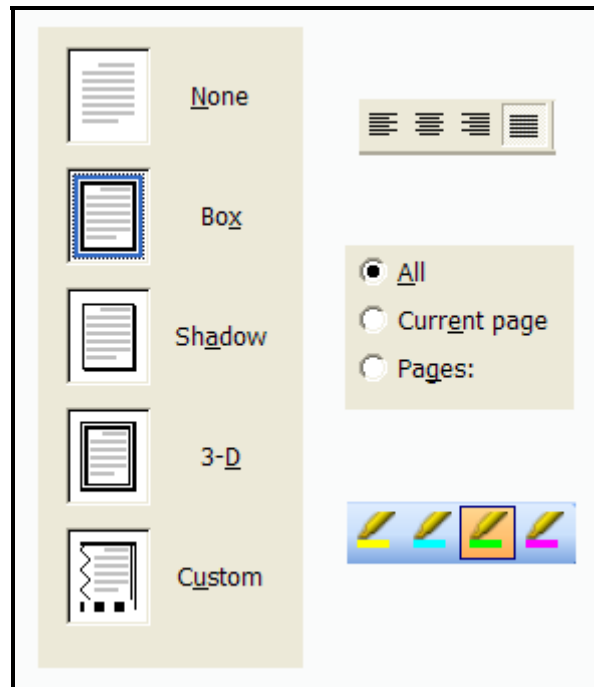 None
Box
Shadow
3-D
Custom
All
Current page
Pages: